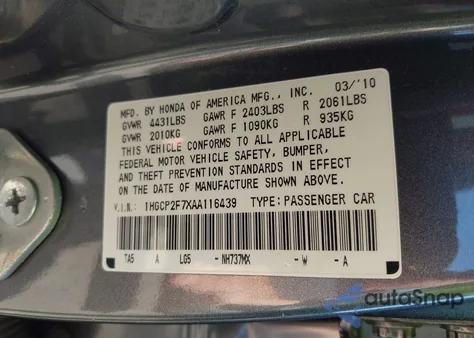 MFD. BY HONDA OF AMERICA MFG., INC. 03/'10
GVWR 4431LBS GAWR F 2403LBS R 2061LBS
GVWR 2010KG GAWR F 1090KG R 935KG
THIS VEHICLE CONFORMS TO ALL APPLICABLE
FEDERAL MOTOR VEHICLE SAFETY, BUMPER,
AND THEFT PREVENTION STANDARDS IN EFFECT
ON THE DATE OF MANUFACTURE SHOWN ABOVE.
V.I.N: 1HGCP2F7XAA116439 TYPE: PASSENGER CAR
TA5 A LG5 -NH737MX -W -A
autoSnap